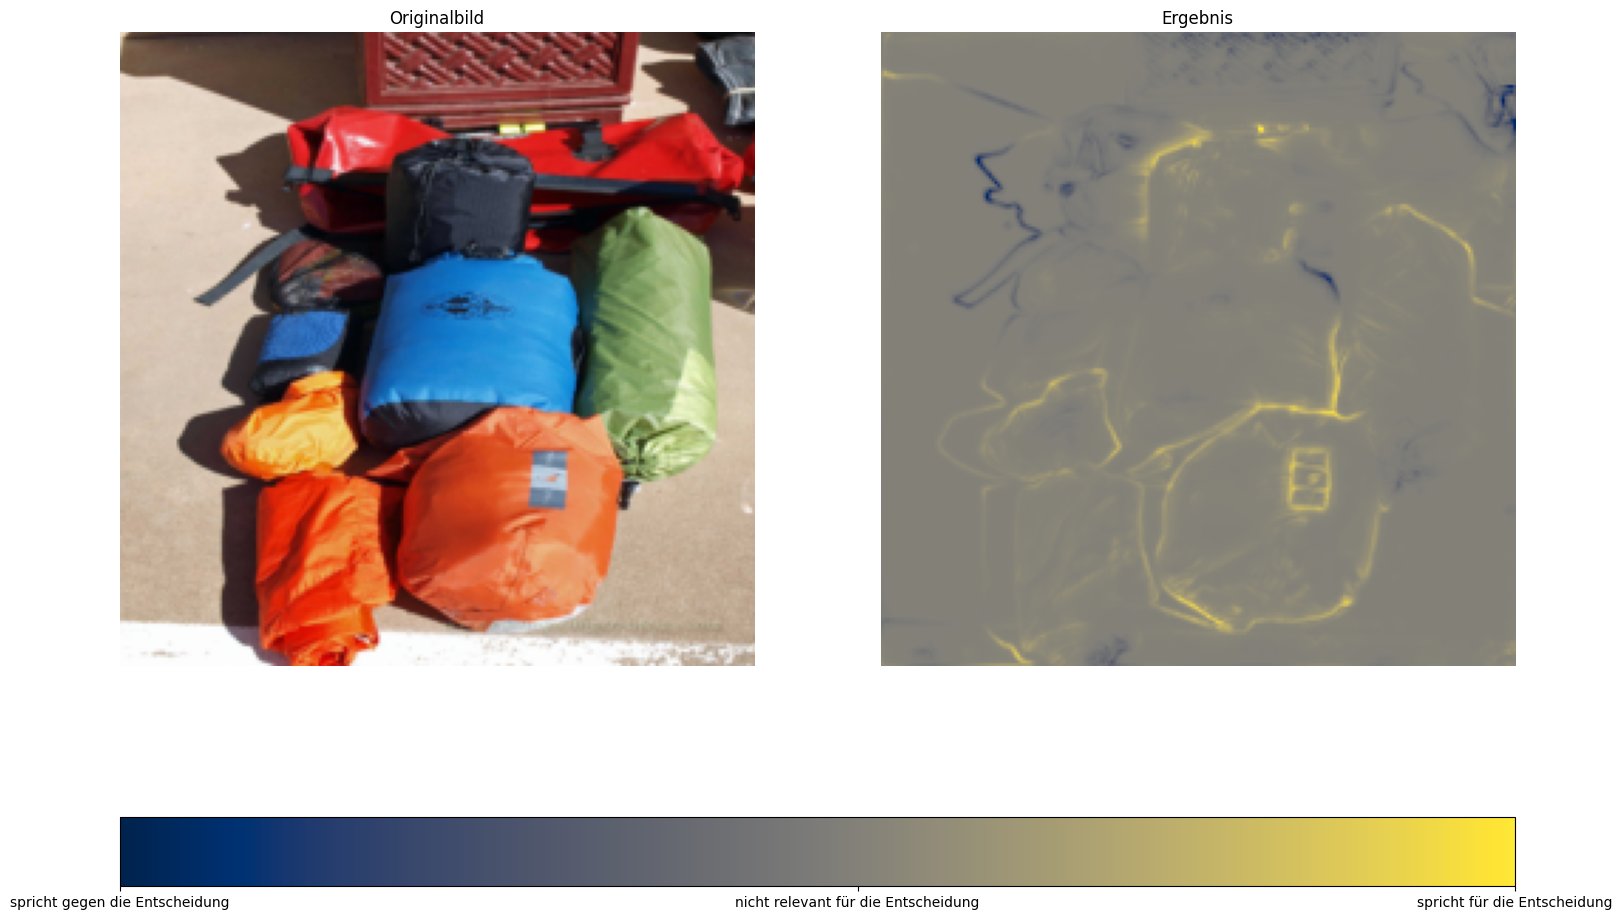 Originalbild
Ergebnis
spricht gegen die Entscheidung
nicht relevant für die Entscheidung
spricht für die Entscheidung